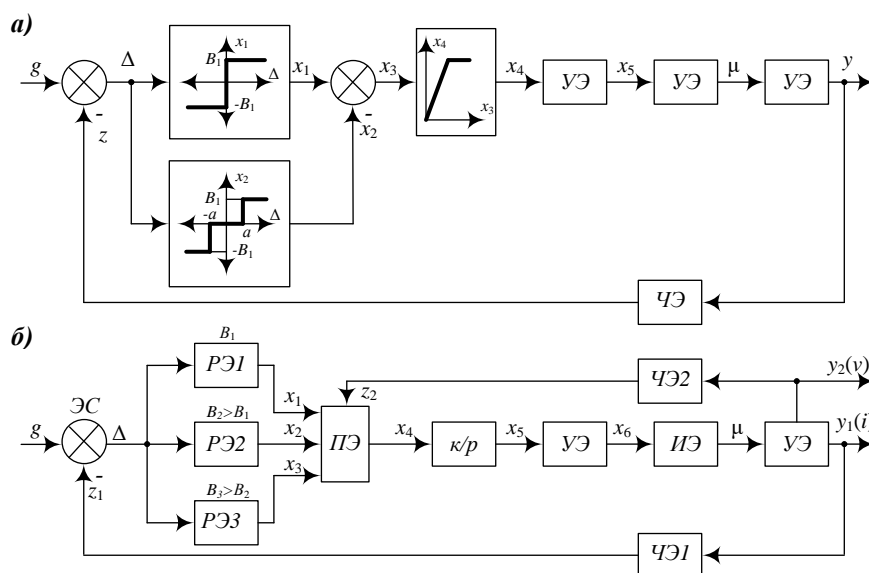 а)
g
Δ
x1
B1
Δ
-B1
x1
x3
x4
x3
x4
УЭ
x5
УЭ
μ
УЭ
y
-
z
-
x2
x2
B1
-a
Δ
a
-B1
ЧЭ
б)
B1
РЭ1
x1
z2
ЧЭ2
y2(v)
ЭС
g
Δ
B2>B1
РЭ2
x2
ПЭ
x4
к/р
x5
УЭ
x6
ИЭ
μ
УЭ
y1(i)
-
z1
B3>B2
РЭ3
x3
ЧЭ1